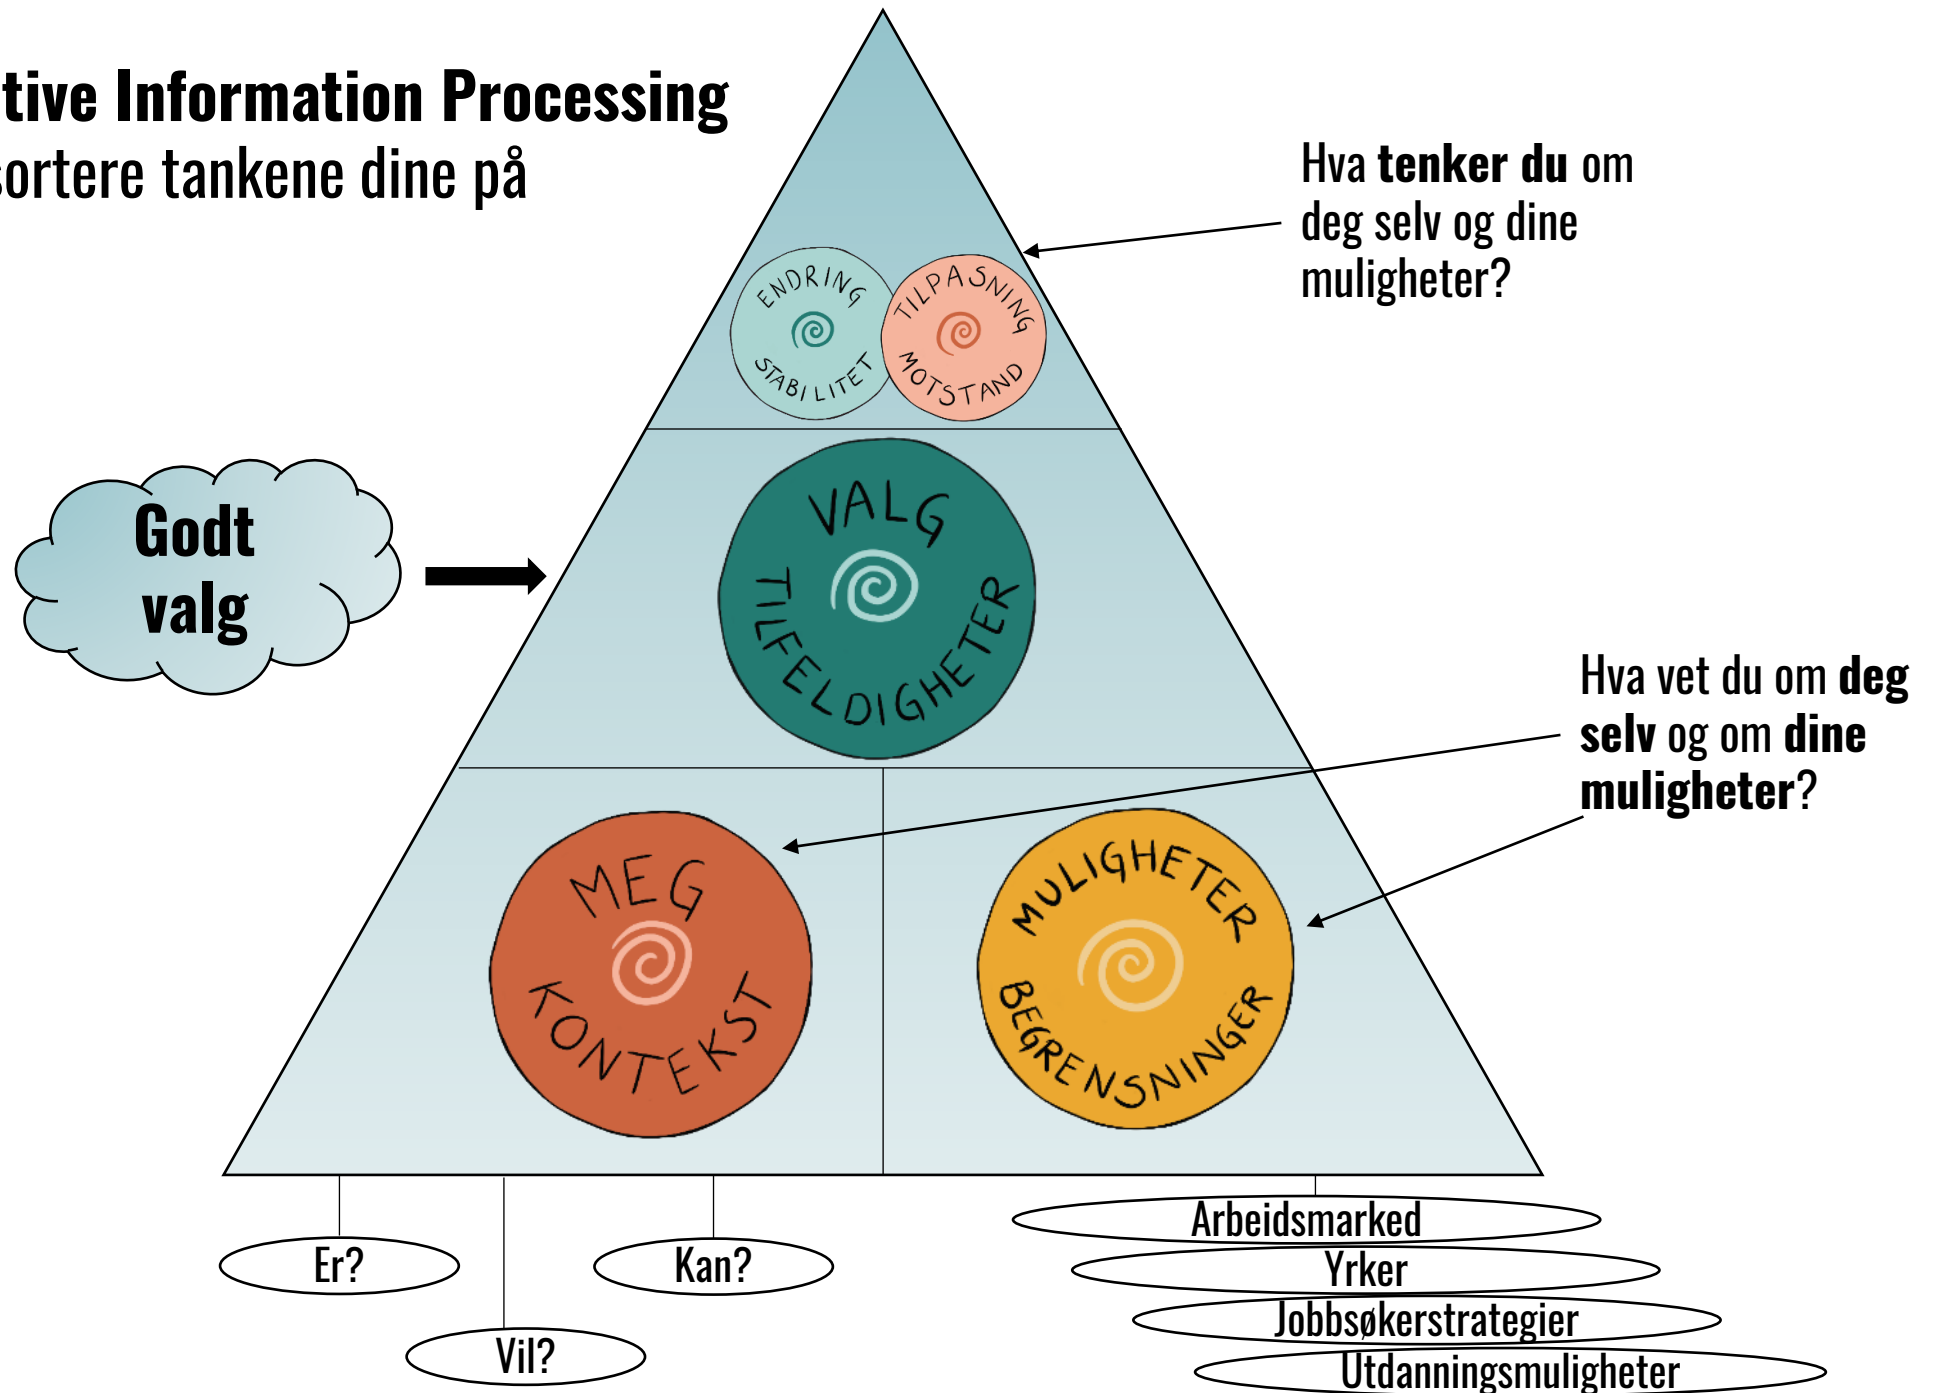 tive Information Processing
sortere tankene dine på
Hva tenker du om
deg selv og dine
muligheter?
ENDRING
STABILITET
TILPASNING
MOTSTAND
Godt
valg
VALG
TILFELDIGHETER
Hva vet du om deg
selv og om dine
muligheter?
MEG
KONTEKST
MULIGHETER
BEGRENSNINGER
Er?
Vil?
Kan?
Arbeidsmarked
Yrker
Jobbsøkerstrategier
Utdanningsmuligheter